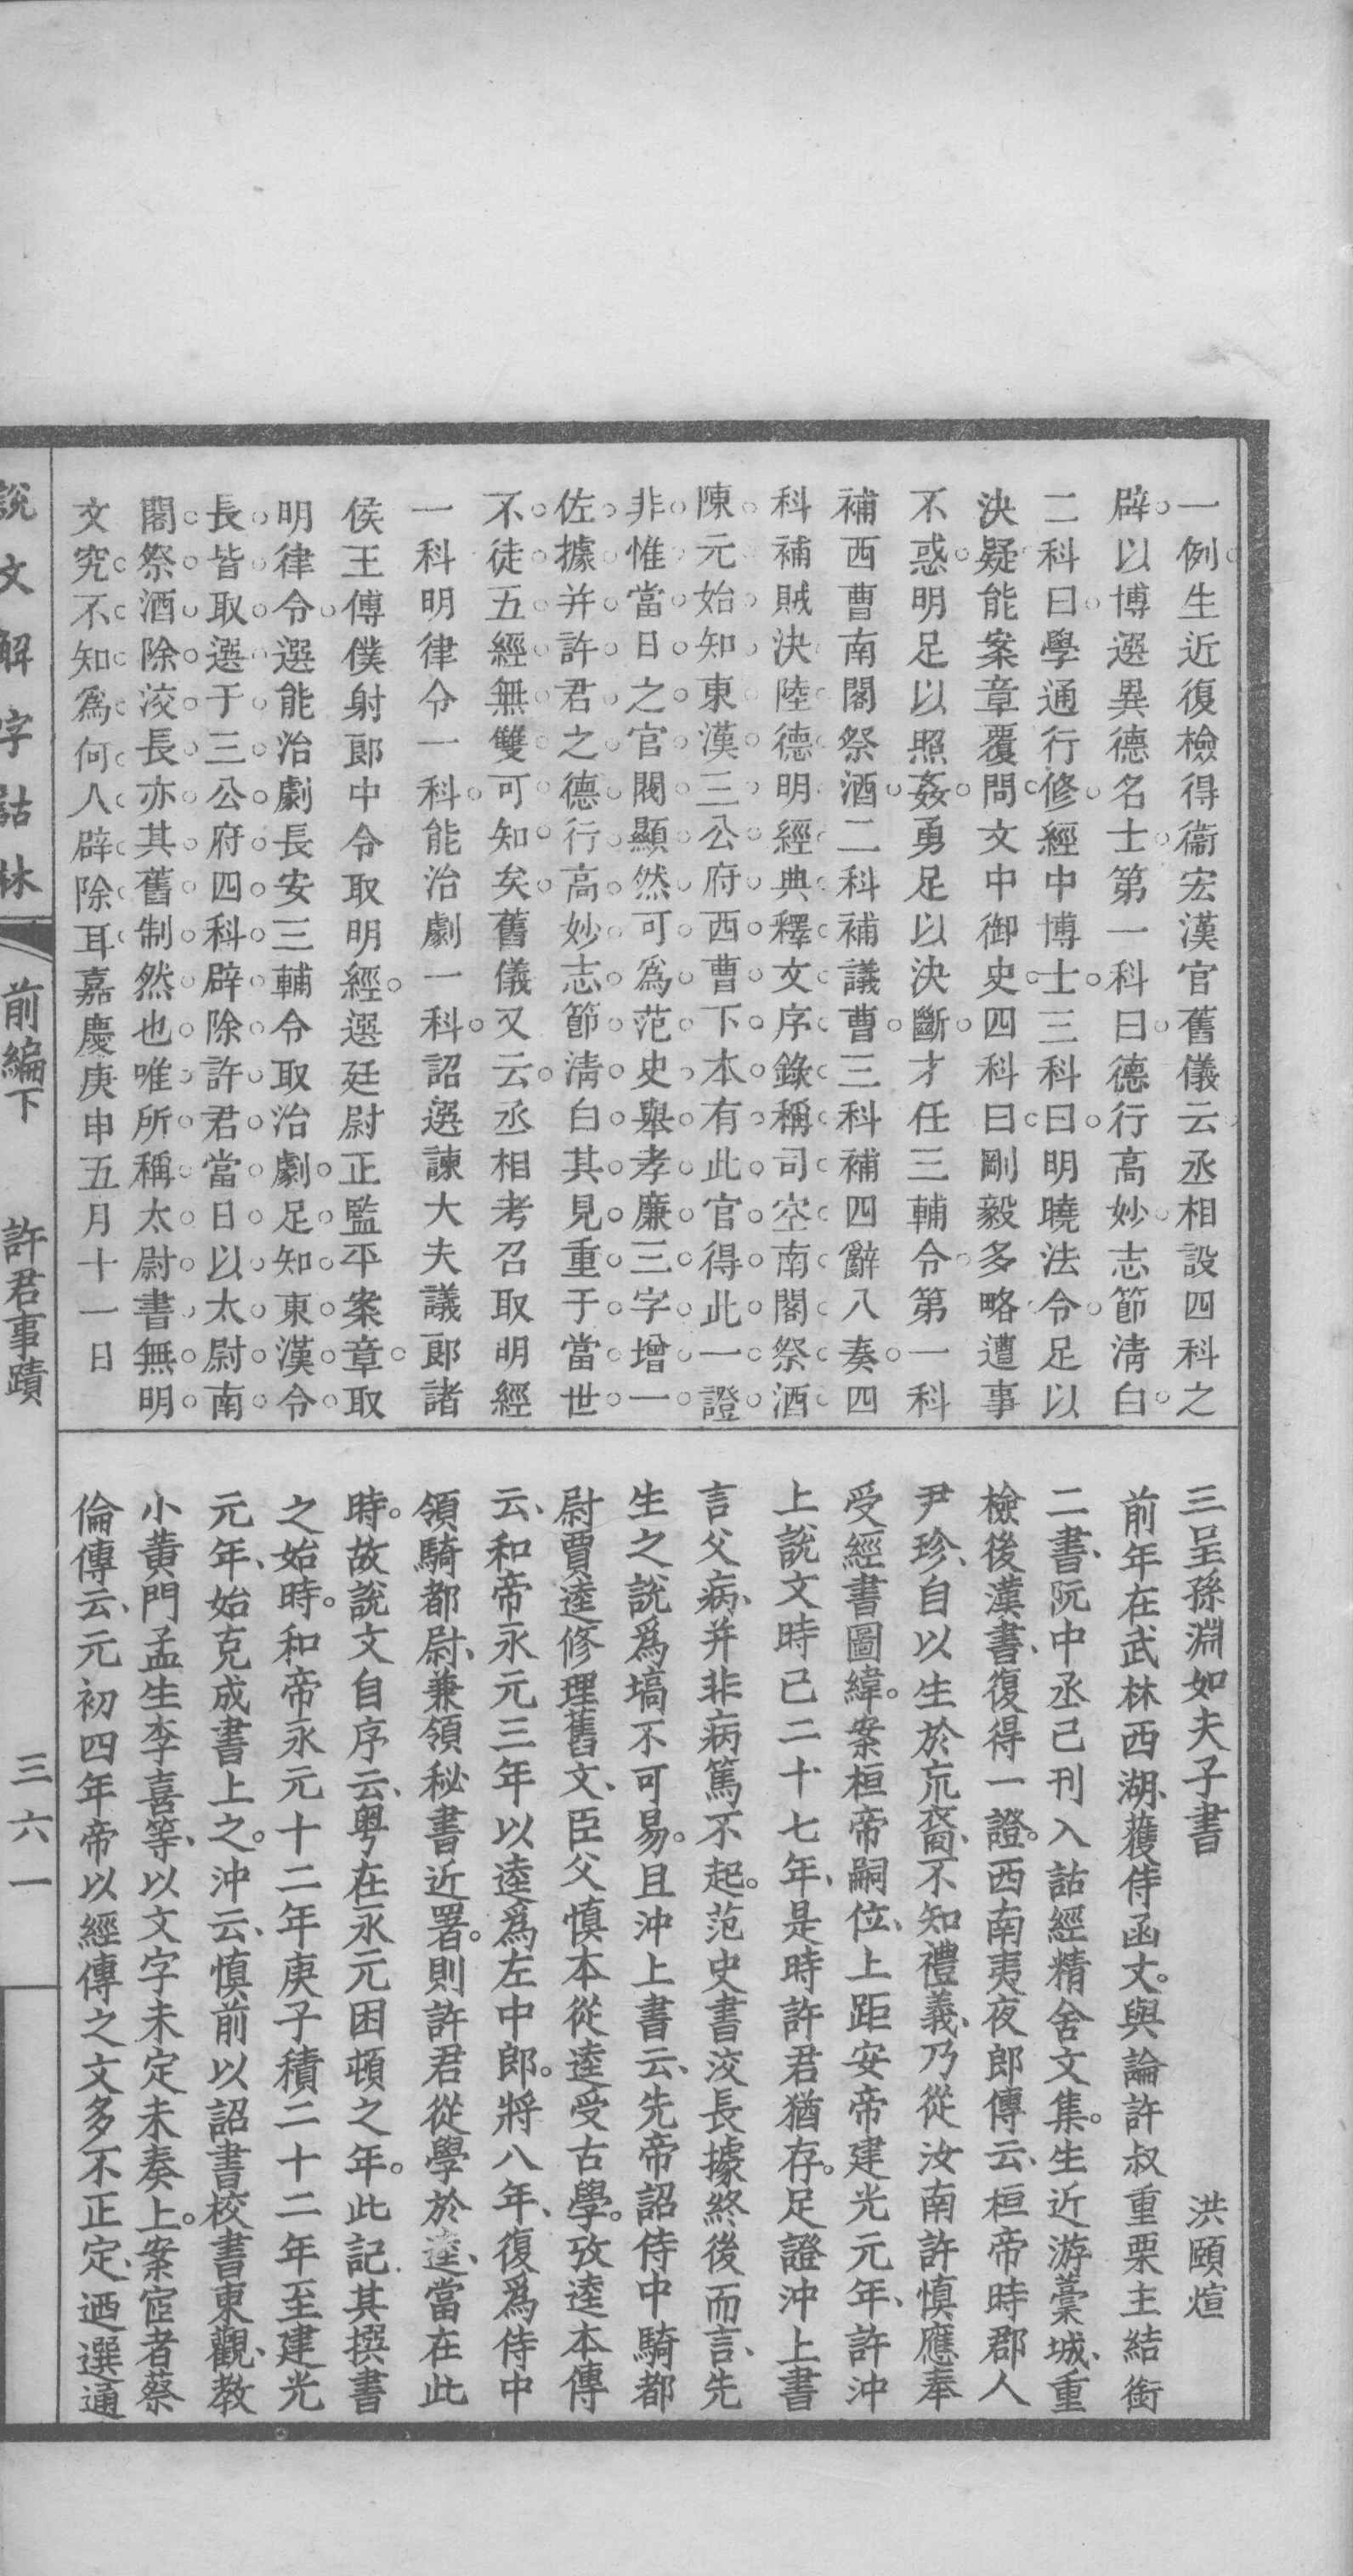 一例生近復檢得衞宏漢官舊儀云丞相設四科之
辟以博選異德名士第一科曰德行高妙志節淸白
二科曰學通行修經中博士三科曰明曉法令足以
決疑能案章覆問文中御史四科曰剛毅多略遭事
不惑明足以照姦勇足以決斷才任三輔令第一科
補西曹南閣祭酒二科補議曹三科補四辭八奏四
科補賊決陸德明經典釋文序錄稱司空南閣祭酒
陳元始知東漢三公府西曹下本有此官得此一證
非惟當日之官閥顯然可爲范史舉孝廉三字增一
佐據并許君之德行高妙志節淸白其見重于當世
不徒五經無雙可知矣舊儀又云丞相考召取明經
一科明律令一科能治劇一科詔選諫大夫議郎諸
侯王傅僕射郎中令取明經選廷尉正監平案章取
明律令選能治劇長安三輔令取治劇足知東漢令
長皆取選于三公府四科辟除許君當日以太尉南
閣祭酒除洨長亦其舊制然也唯所稱太尉書無明
文究不知爲何人辟除耳嘉慶庚申五月十一日
三呈孫淵如夫子書　洪頤煊
前年在武林西湖、獲侍函丈。與論許叔重栗主結銜
二書、阮中丞已刊入詁經精舍文集。生近游藁城、重
檢後漢書、復得一證。西南夷夜郎傳云、桓帝時郡人
尹珍、自以生於荒裔、不知禮義、乃從汝南許愼應奉
受經書圖緯。案桓帝嗣位、上距安帝建光元年、許沖
上說文時已二十七年、是時許君猶存。足證沖上書
言父病、并非病篤不起。范史書洨長據終後而言、先
生之說爲塙不可易。且沖上書云、先帝詔侍中騎都
尉賈逵修理舊文、臣父愼本從逵受古學。攷逵本傳
云、和帝永元三年以逵爲左中郎。將八年、復爲侍中
領騎都尉、兼領秘書近署。則許君從學於逵、當在此
時。故說文自序云、粵在永元困頓之年。此記其撰書
之始時。和帝永元十二年庚子積二十二年至建光
元年、始克成書上之。沖云、愼前以詔書校書東觀、教
小黃門孟生李喜等、以文字未定未奏上。案宦者蔡
倫傳云、元初四年帝以經傳之文多不正定、迺選通
說文解字詁林
前編下　許君事蹟
三六一